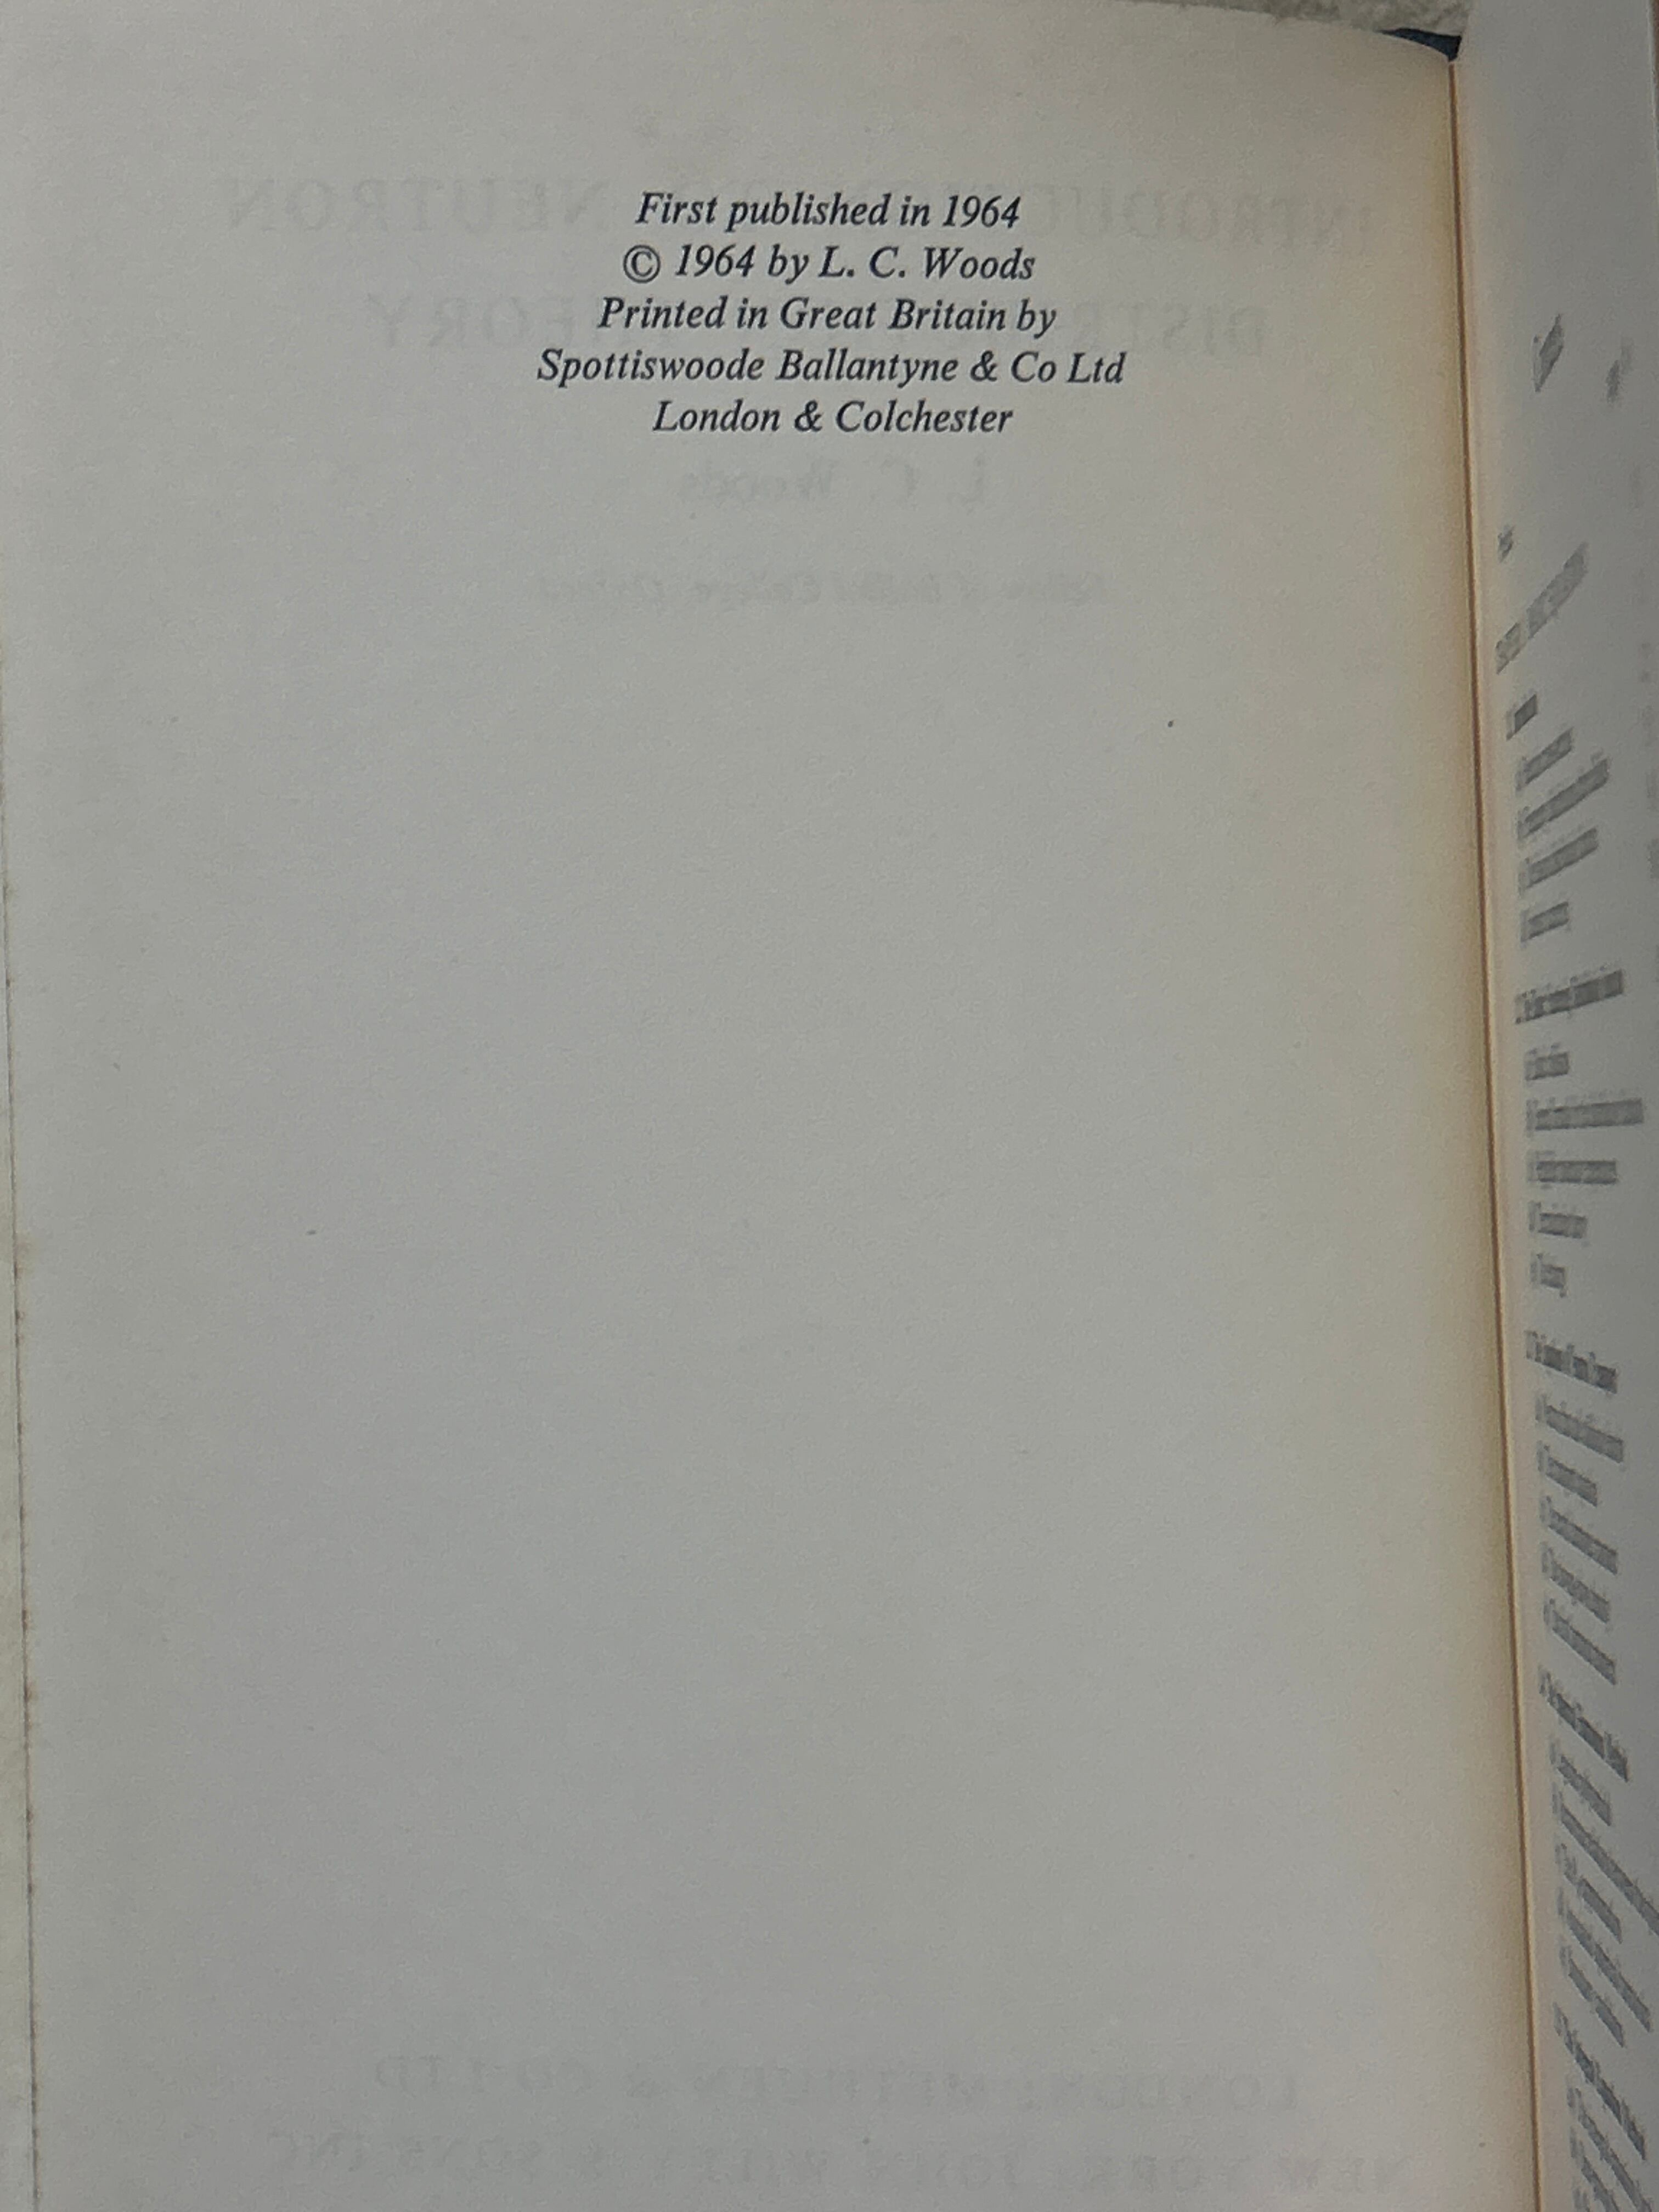 First published in 1964
© 1964 by L. C. Woods
Printed in Great Britain by
Spottiswoode Ballantyne & Co Ltd
London & Colchester